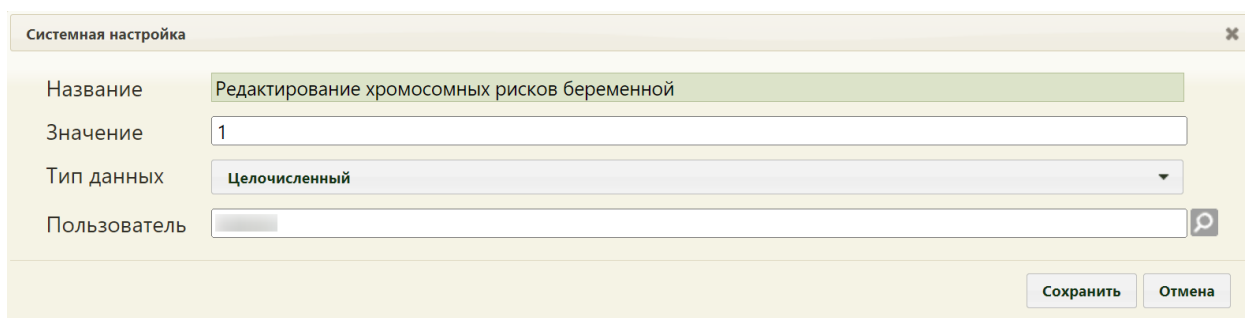 Системная настройка
Название Редактирование хромосомных рисков беременной
Значение 1
Тип данных Целочисленный
Пользователь
Сохранить Отмена